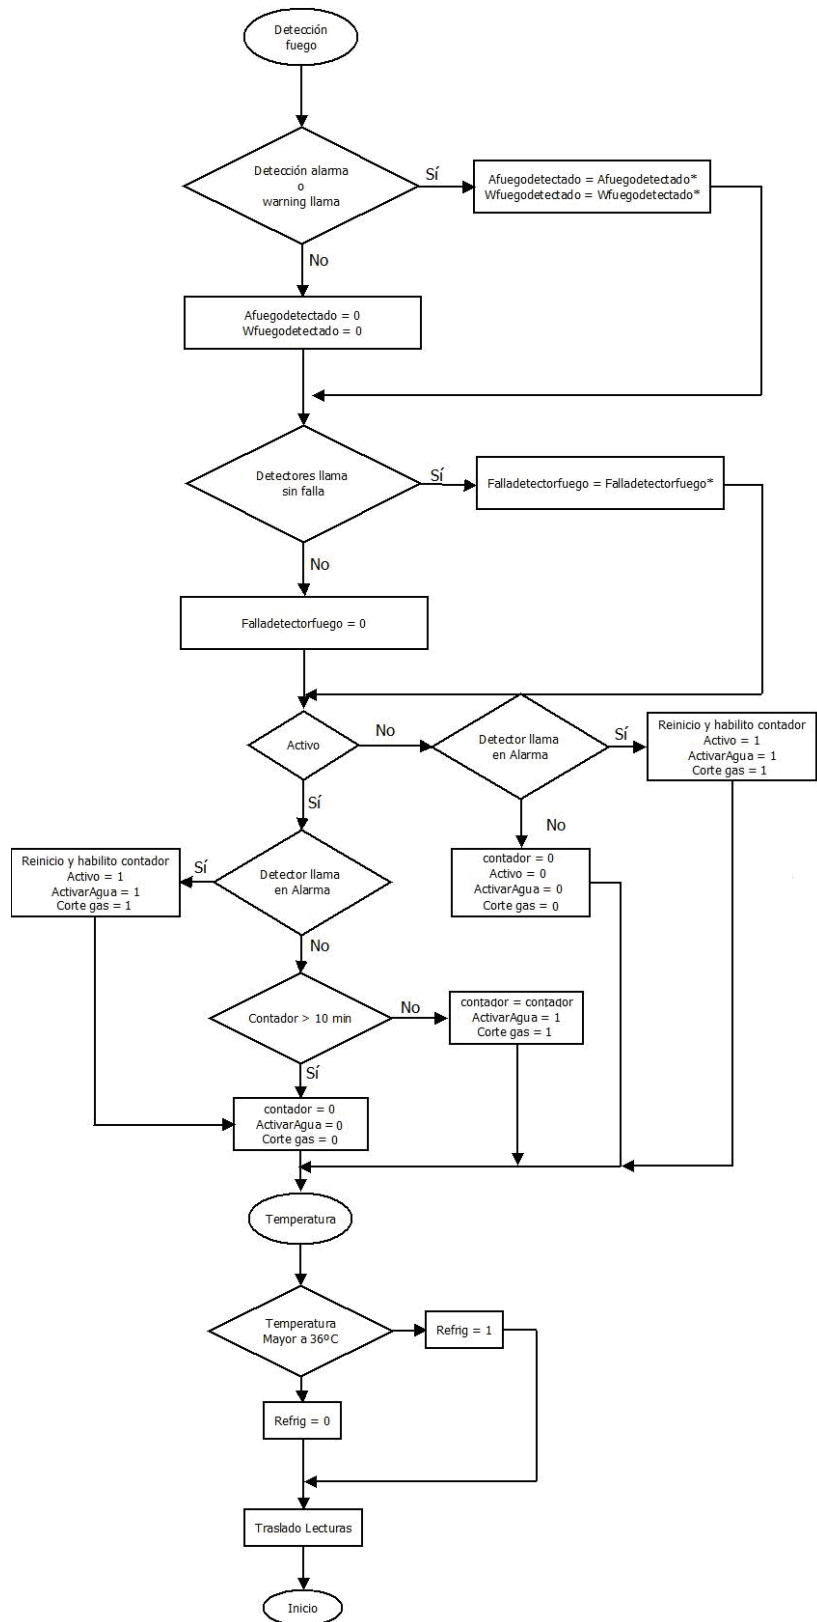 Detección
fuego
Detección alarma
o
warning llama
Sí
Afuegodetectado = Afuegodetectado*
Wfuegodetectado = Wfuegodetectado*
No
Afuegodetectado = 0
Wfuegodetectado = 0
Detectores llama
sin falla
Sí
Falladetectorfuego = Falladetectorfuego*
No
Falladetectorfuego = 0
Activo
No
Detector llama
en Alarma
Sí
Reinicio y habilito contador
Activo = 1
ActivarAgua = 1
Corte gas = 1
Sí
No
contador = 0
Activo = 0
ActivarAgua = 0
Corte gas = 0
Detector llama
en Alarma
Sí
Reinicio y habilito contador
Activo = 1
ActivarAgua = 1
Corte gas = 1
No
Contador > 10 min
No
contador = contador
ActivarAgua = 1
Corte gas = 1
Sí
contador = 0
ActivarAgua = 0
Corte gas = 0
Temperatura
Temperatura
Mayor a 36ºC
Refrig = 1
Refrig = 0
Traslado Lecturas
Inicio